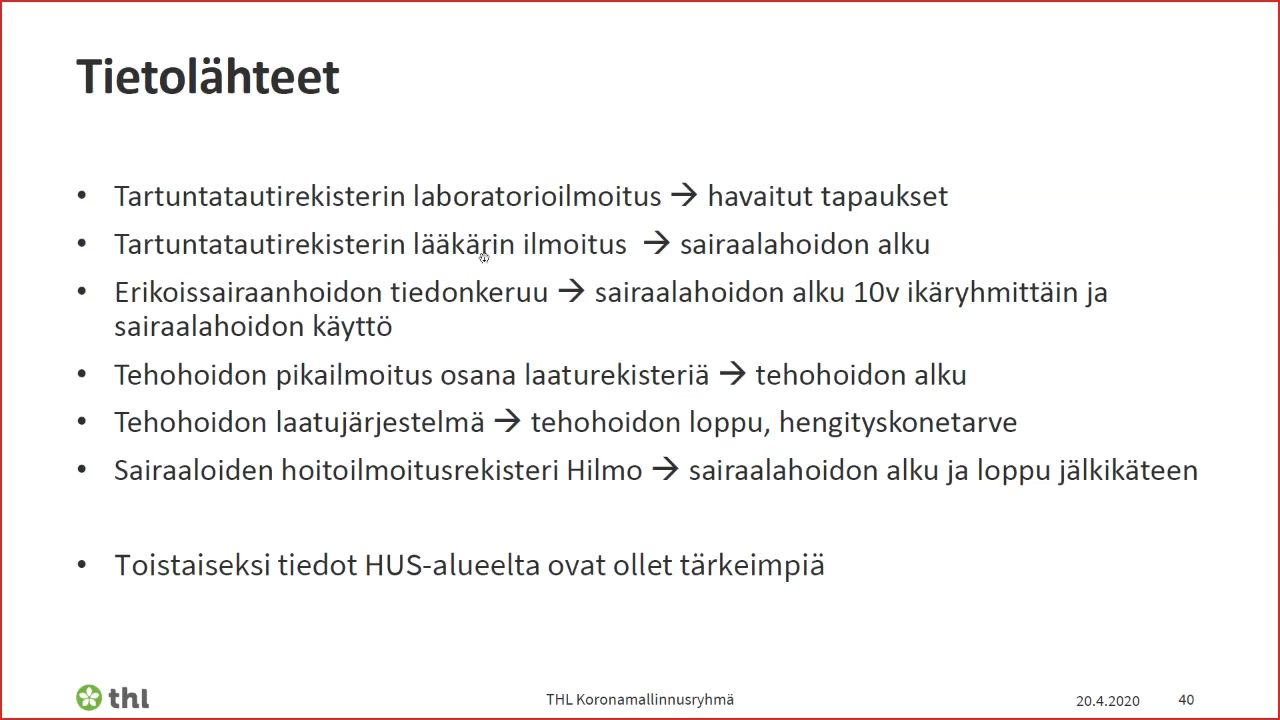 Tietolähteet
• Tartuntatautirekisterin laboratorioilmoitus → havaitut tapaukset
• Tartuntatautirekisterin lääkärin ilmoitus → sairaalahoidon alku
• Erikoissairaanhoidon tiedonkeruu → sairaalahoidon alku 10v ikäryhmittäin ja
sairaalahoidon käyttö
• Tehohoidon pikailmoitus osana laaturekisteriä → tehohoidon alku
• Tehohoidon laatujärjestelmä → tehohoidon loppu, hengityskonetarve
• Sairaaloiden hoitoilmoitusrekisteri Hilmo → sairaalahoidon alku ja loppu jälkikäteen
• Toistaiseksi tiedot HUS-alueelta ovat ollet tärkeimpiä
thl
THL Koronamallinnusryhmä
20.4.2020
40